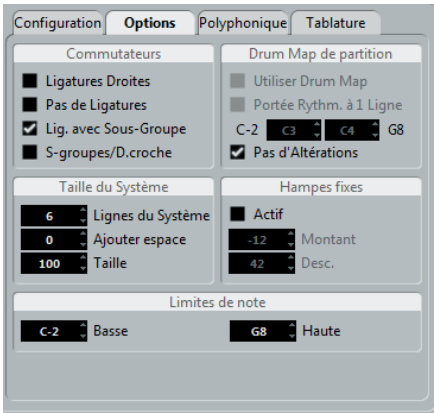 Configuration Options Polyphonique Tablature
Commutateurs
Ligatures Droites
Pas de Ligatures
Lig. avec Sous-Groupe
S-groupes/D.croche
Drum Map de partition
Utiliser Drum Map
Portée Rythm. à 1 Ligne
C-2 C3 C4 G8
Pas d'Altérations
Taille du Système
6 Lignes du Système
0 Ajouter espace
100 Taille
Hampes fixes
Actif
-12 Montant
42 Desc.
Limites de note
C-2 Basse G8 Haute